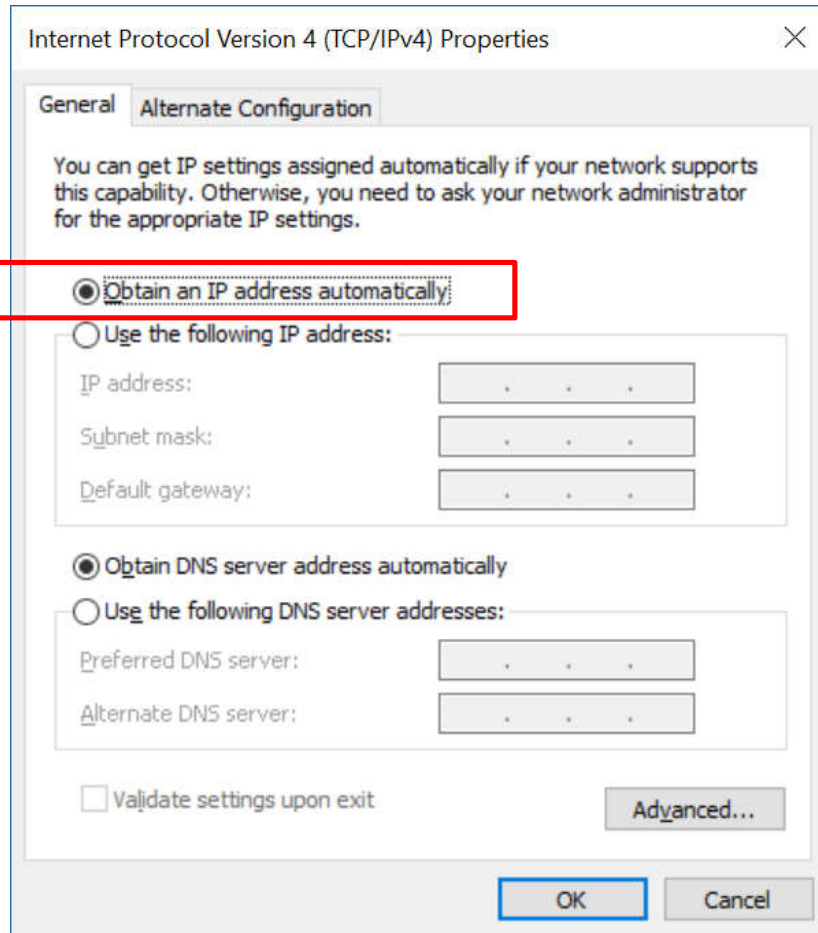 Internet Protocol Version 4 (TCP/IPv4) Properties
General
Alternate Configuration
You can get IP settings assigned automatically if your network supports
this capability. Otherwise, you need to ask your network administrator
for the appropriate IP settings.
Obtain an IP address automatically
Use the following IP address:
IP address:
. . .
Subnet mask:
. . .
Default gateway:
. . .
Obtain DNS server address automatically
Use the following DNS server addresses:
Preferred DNS server:
. . .
Alternate DNS server:
. . .
Validate settings upon exit
Advanced...
OK
Cancel